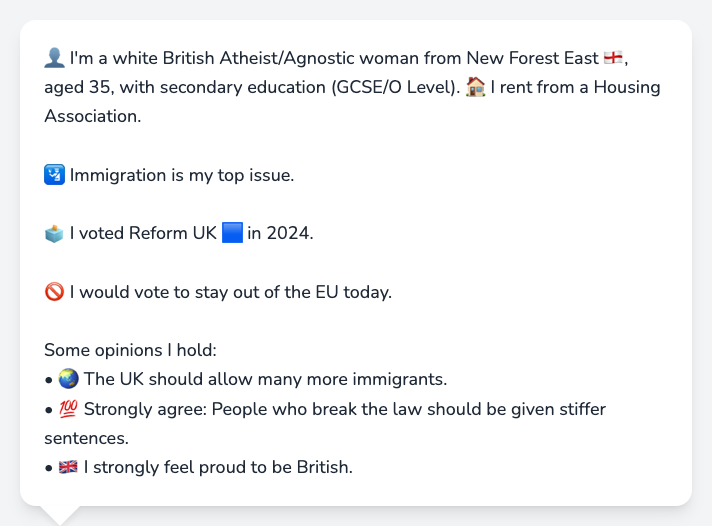 👤 I'm a white British Atheist/Agnostic woman from New Forest East 🏴󠁧󠁢󠁥󠁮󠁧󠁿,
aged 35, with secondary education (GCSE/O Level). 🏠 I rent from a Housing
Association.
🛂 Immigration is my top issue.
🗳️ I voted Reform UK 🟦 in 2024.
🚫 I would vote to stay out of the EU today.
Some opinions I hold:
• 🌏 The UK should allow many more immigrants.
• 💯 Strongly agree: People who break the law should be given stiffer
sentences.
• 🇬🇧 I strongly feel proud to be British.